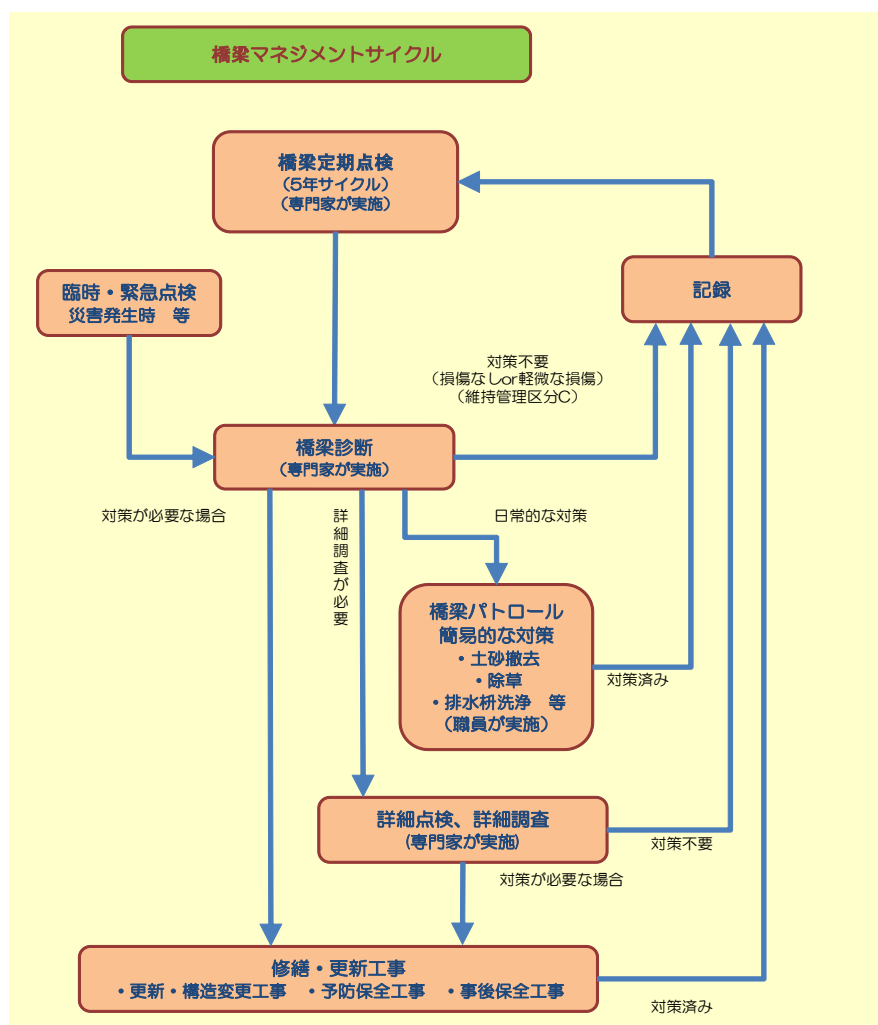 橋梁マネジメントサイクル
橋梁定期点検
（5年サイクル）
（専門家が実施）
臨時・緊急点検
災害発生時　等
記録
対策不要
（損傷なしor軽微な損傷）
（維持管理区分C）
橋梁診断
（専門家が実施）
対策が必要な場合
詳細調査が必要
日常的な対策
橋梁パトロール
簡易的な対策
・土砂撤去
・除草
・排水枡洗浄　等
（職員が実施）
対策済み
詳細点検、詳細調査
(専門家が実施)
対策不要
対策が必要な場合
修繕・更新工事
・更新・構造変更工事　・予防保全工事　・事後保全工事
対策済み